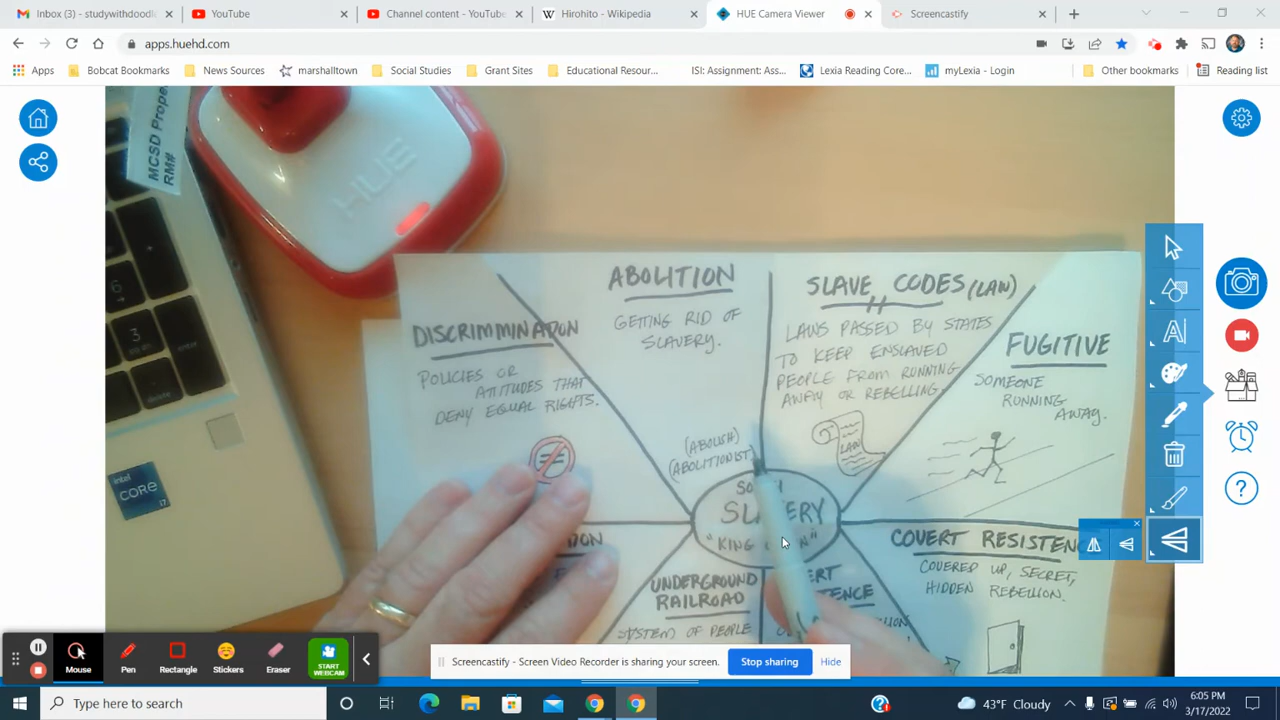 Inbox (3) - studywithdoodle
YouTube
Channel content - YouTube
Hirohito - Wikipedia
HUE Camera Viewer
Screencastify
apps.huehd.com
Apps
Bobcat Bookmarks
News Sources
marshalltown
Social Studies
Grant Sites
Educational Resour...
ISI: Assignment: Ass...
Lexia Reading Core...
myLexia - Login
Other bookmarks
Reading list
MCSD Prope
RM#
HUE
intel
CORE
i7
DISCRIMINATION
POLICIES OR
ATTITUDES THAT
DENY EQUAL RIGHTS.
ABOLITION
GETTING RID OF
SLAVERY.
(ABOLISH)
(ABOLITIONIST)
SLAVE CODES (LAW)
LAWS PASSED BY STATES
TO KEEP ENSLAVED
PEOPLE FROM RUNNING
AWAY OR REBELLING.
LAW
FUGITIVE
SOMEONE
RUNNING
AWAY.
SLAVERY
"KING
COVERT RESISTENC
COVERED UP, SECRET,
HIDDEN REBELLION.
UNDERGROUND
RAILROAD
SYSTEM OF PEOPLE
Mouse
Pen
Rectangle
Stickers
Eraser
START
WEBCAM
Screencastify - Screen Video Recorder is sharing your screen.
Stop sharing
Hide
Type here to search
43°F Cloudy
6:05 PM
3/17/2022